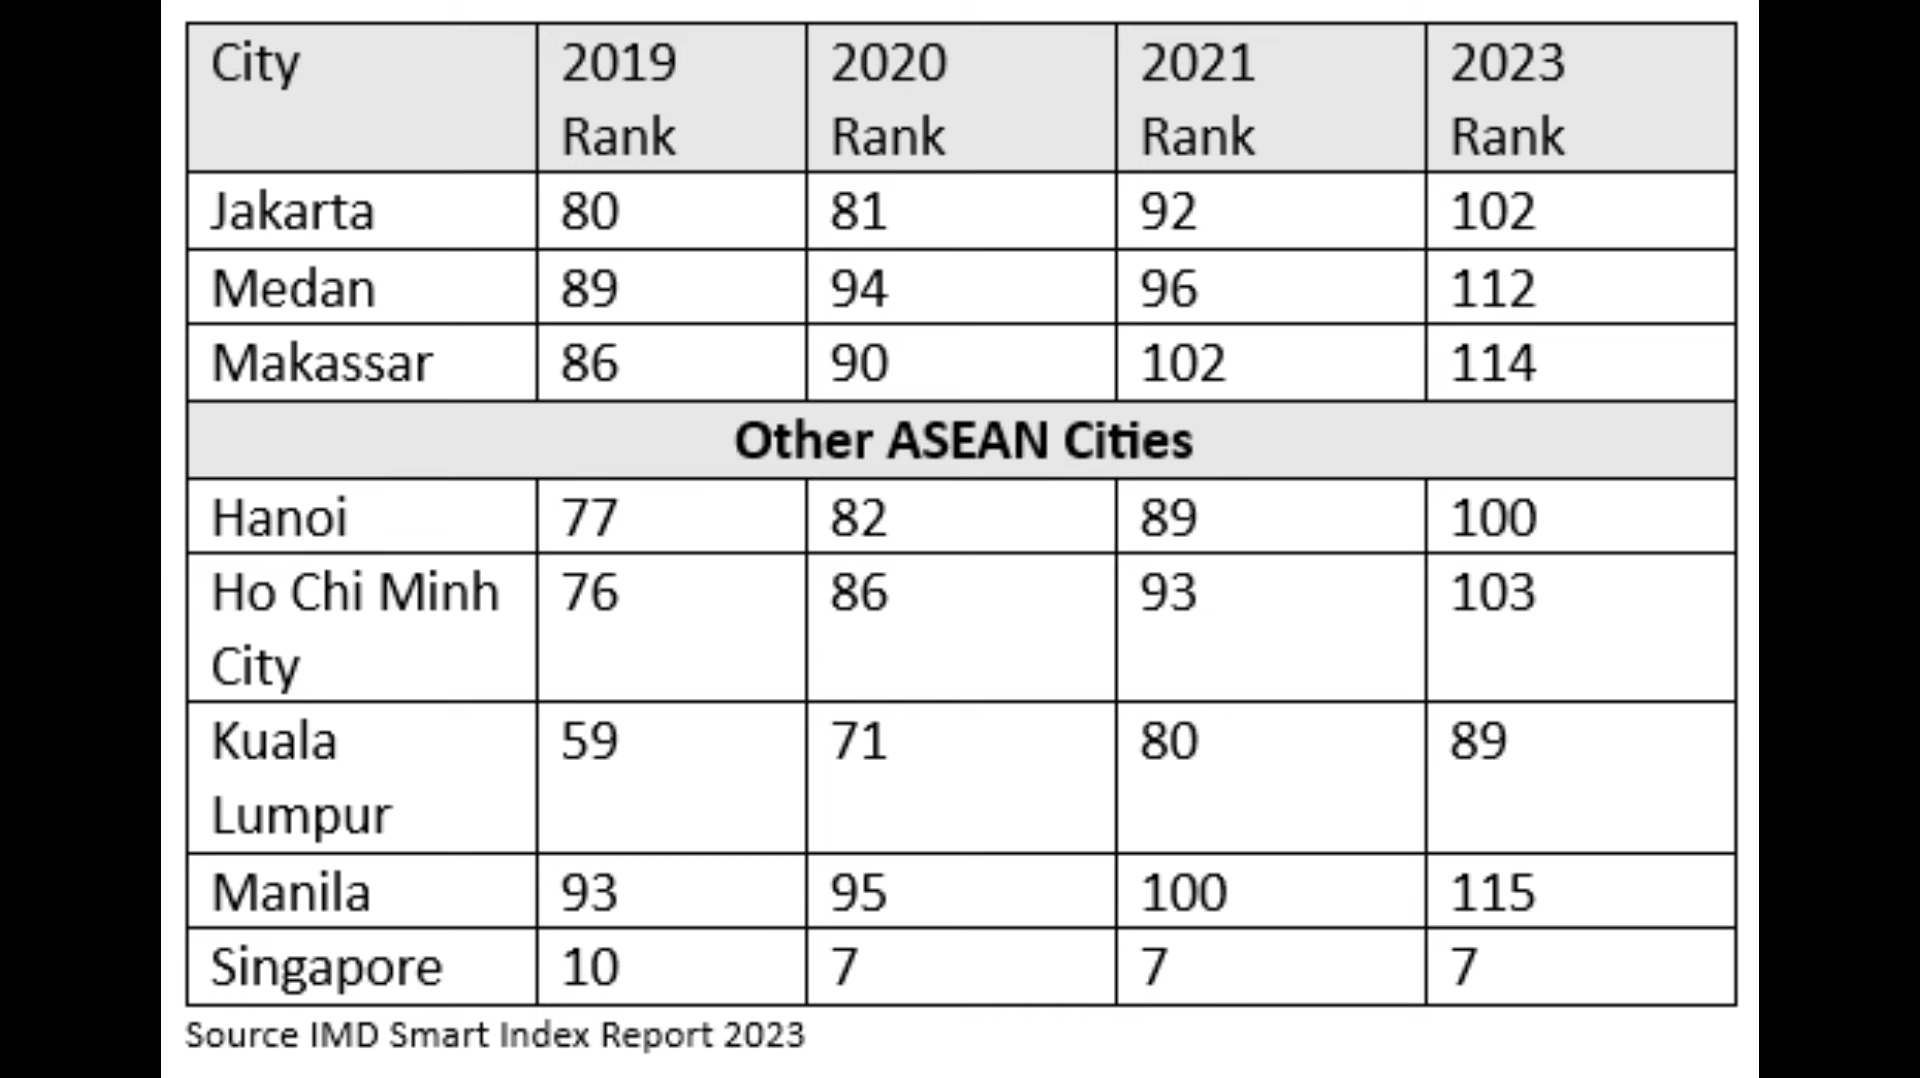 City 2019 2020 2021 2023
Rank Rank Rank Rank
Jakarta 80 81 92 102
Medan 89 94 96 112
Makassar 86 90 102 114
Other ASEAN Cities
Hanoi 77 82 89 100
Ho Chi Minh 76 86 93 103
City
Kuala 59 71 80 89
Lumpur
Manila 93 95 100 115
Singapore 10 7 7 7
Source IMD Smart Index Report 2023